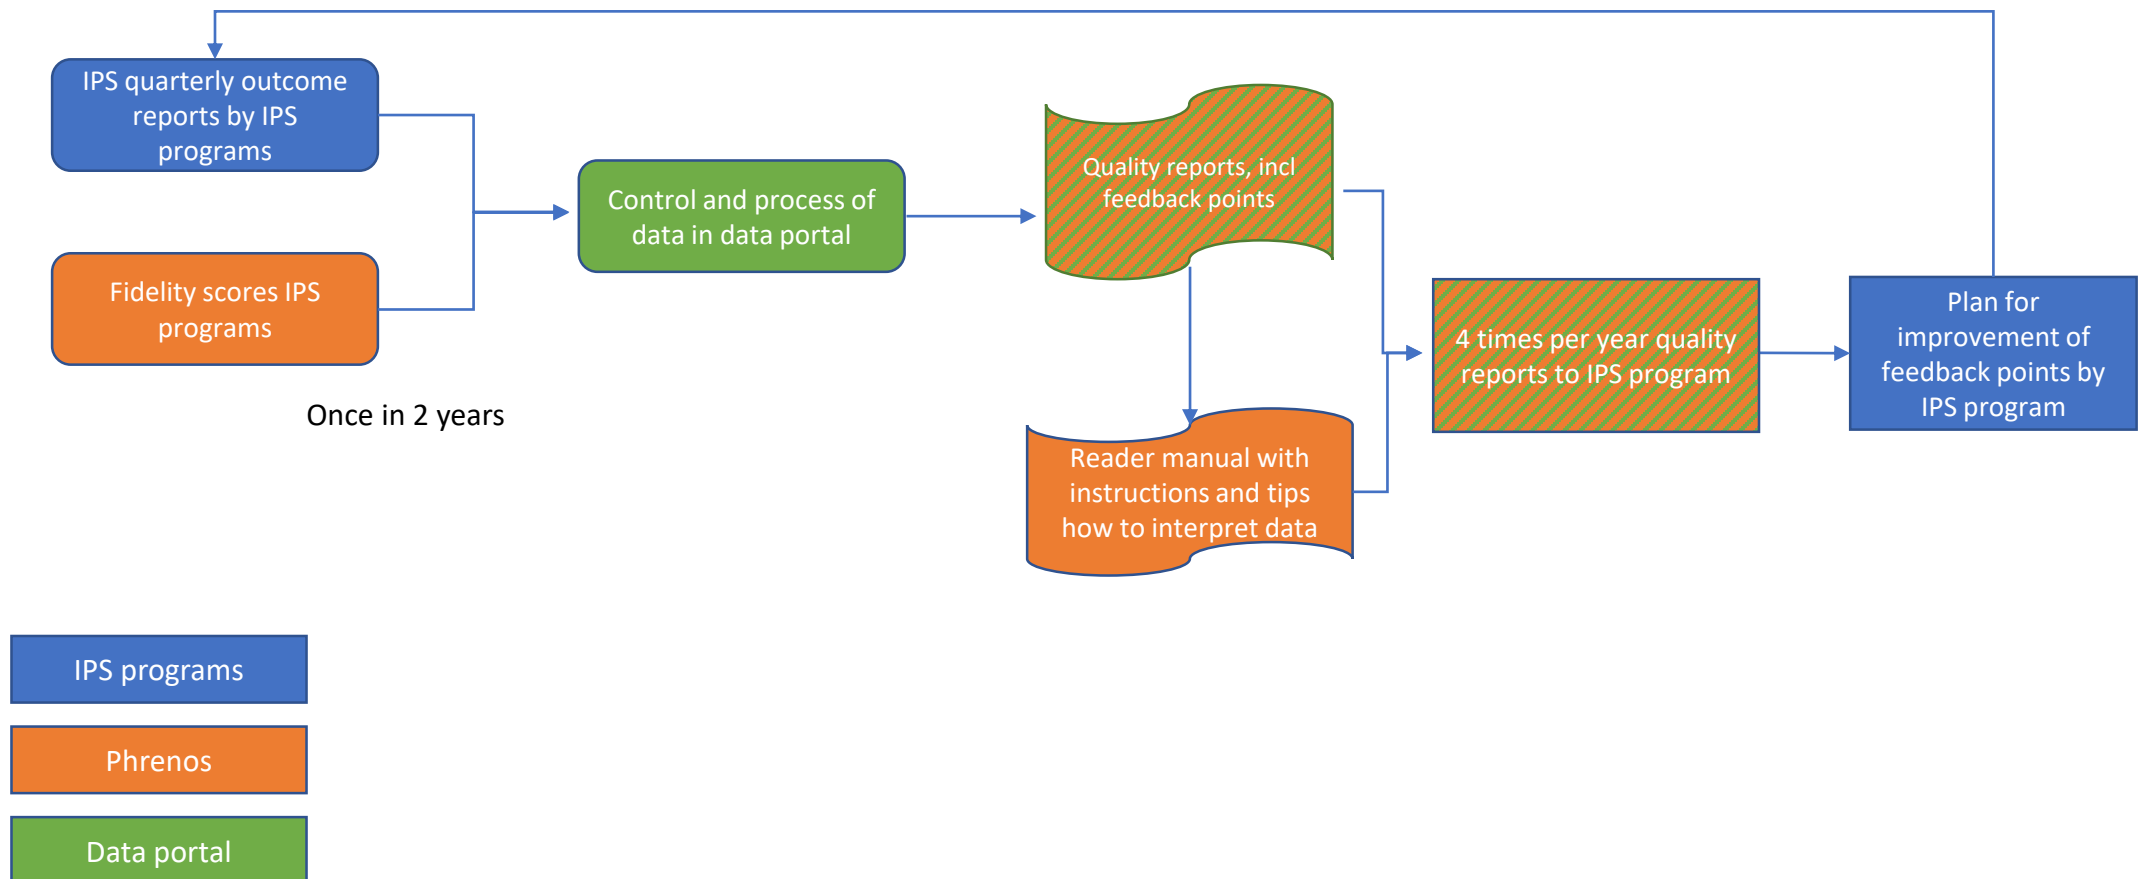 IPS quarterly outcome
reports by IPS
programs
Fidelity scores IPS
programs
Once in 2 years
Control and process of
data in data portal
Quality reports, incl
feedback points
Reader manual with
instructions and tips
how to interpret data
4 times per year quality
reports to IPS program
Plan for
improvement of
feedback points by
IPS program
IPS programs
Phrenos
Data portal